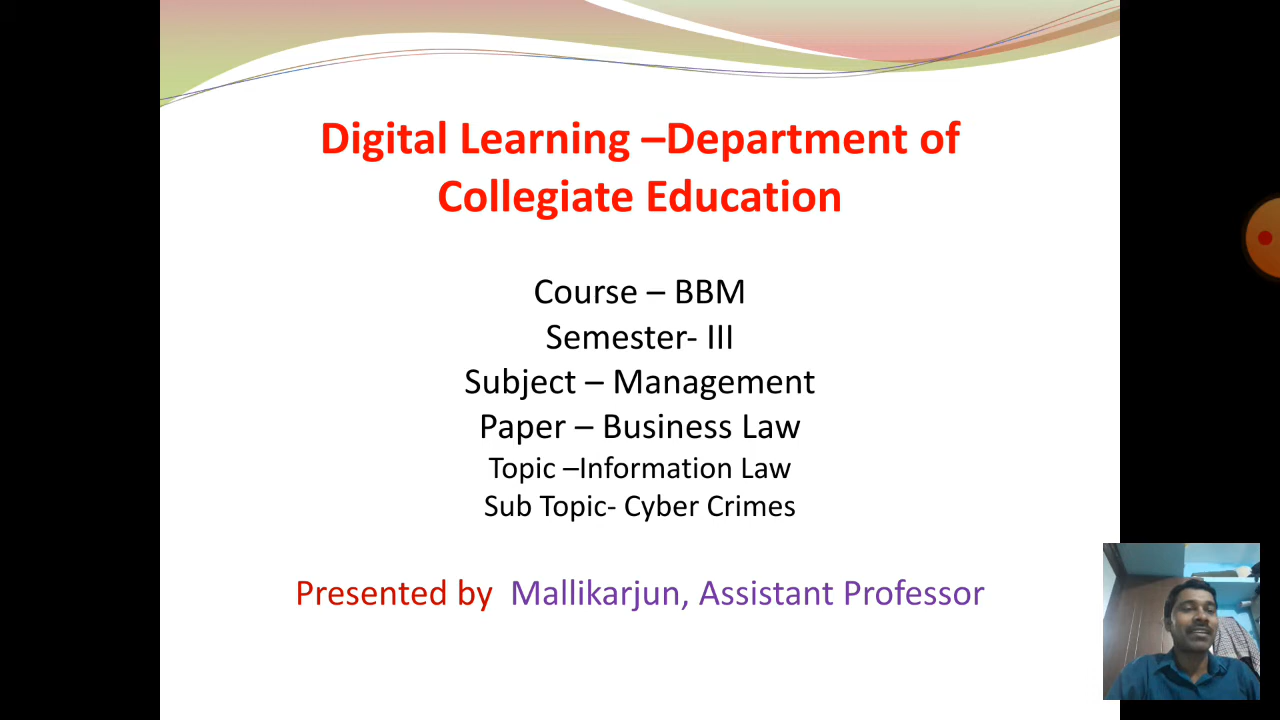 Digital Learning –Department of
Collegiate Education
Course – BBM
Semester- III
Subject – Management
Paper – Business Law
Topic –Information Law
Sub Topic- Cyber Crimes
Presented by Mallikarjun, Assistant Professor